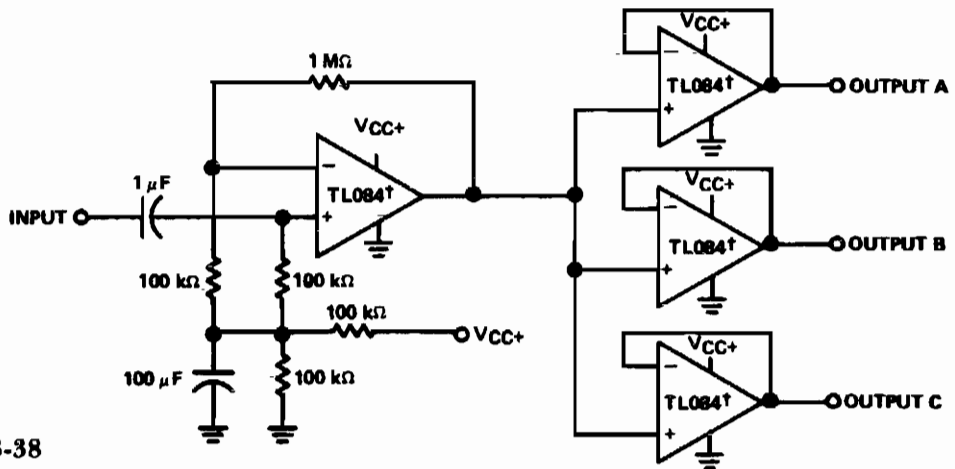 1 MΩ
VCC+
TL084†
1 μF
INPUT
100 kΩ
100 kΩ
100 kΩ
VCC+
100 μF
100 kΩ
VCC+
TL084†
OUTPUT A
VCC+
TL084†
OUTPUT B
VCC+
TL084†
OUTPUT C
-38